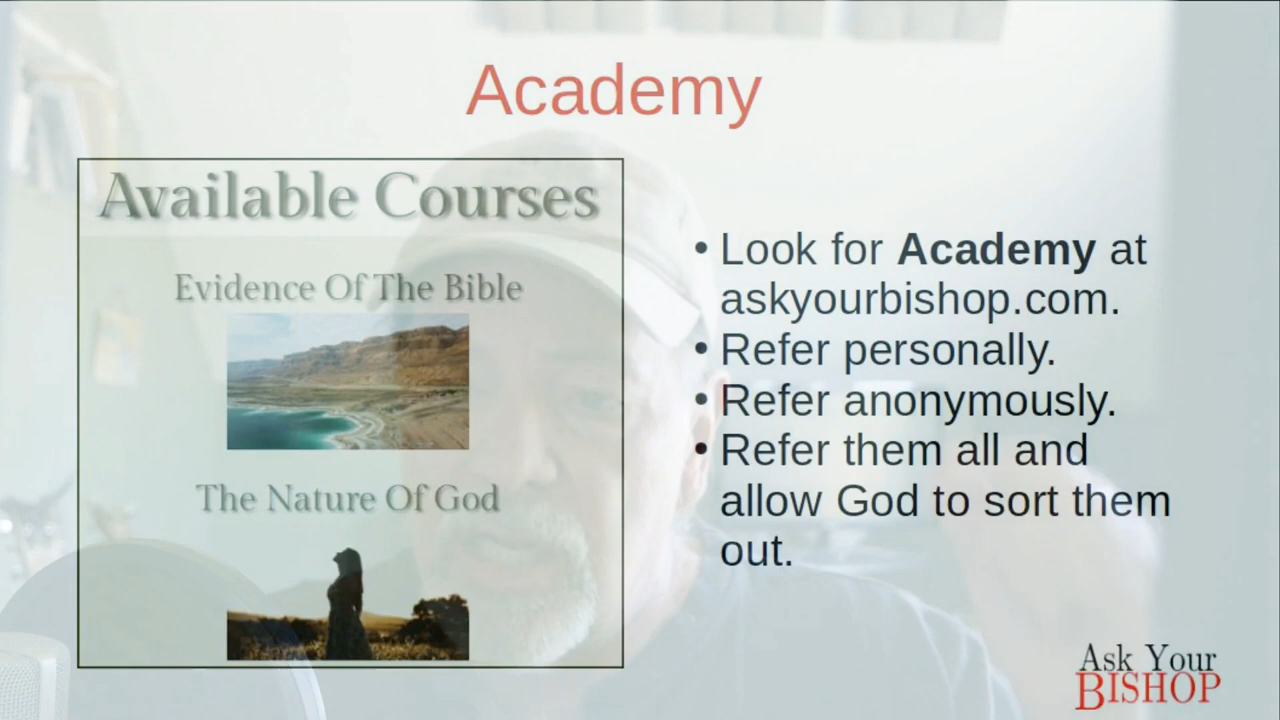 Academy
Available Courses
Evidence Of The Bible
The Nature Of God
• Look for Academy at
askyourbishop.com.
• Refer personally.
• Refer anonymously.
• Refer them all and
allow God to sort them
out.
Ask Your
BISHOP